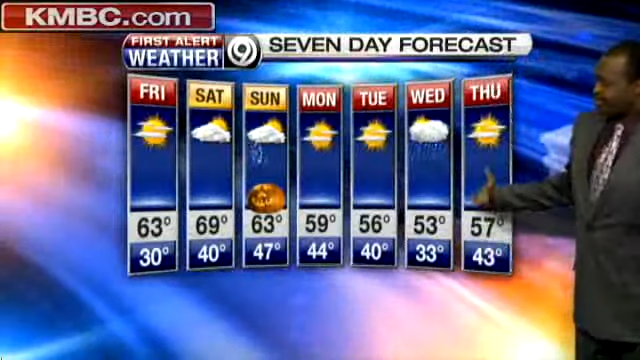 KMBC.com
FIRST ALERT
WEATHER 9
SEVEN DAY FORECAST
FRI SAT SUN MON TUE WED THU
63° 69° 63° 59° 56° 53° 57°
30° 40° 47° 44° 40° 33° 43°